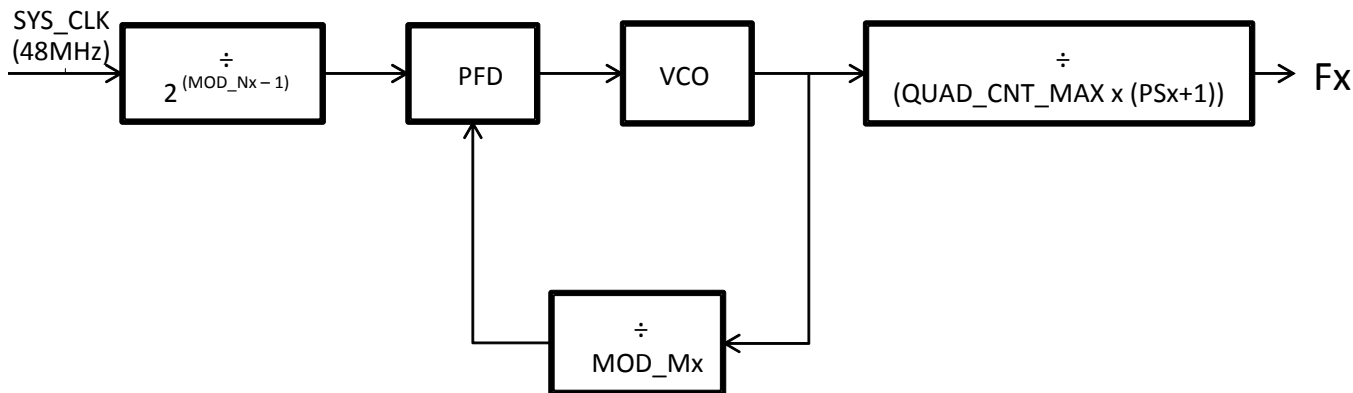 SYS_CLK
(48MHz)
÷
2^(MOD_Nx – 1)
PFD
VCO
÷
(QUAD_CNT_MAX x (PSx+1))
Fx
÷
MOD_Mx